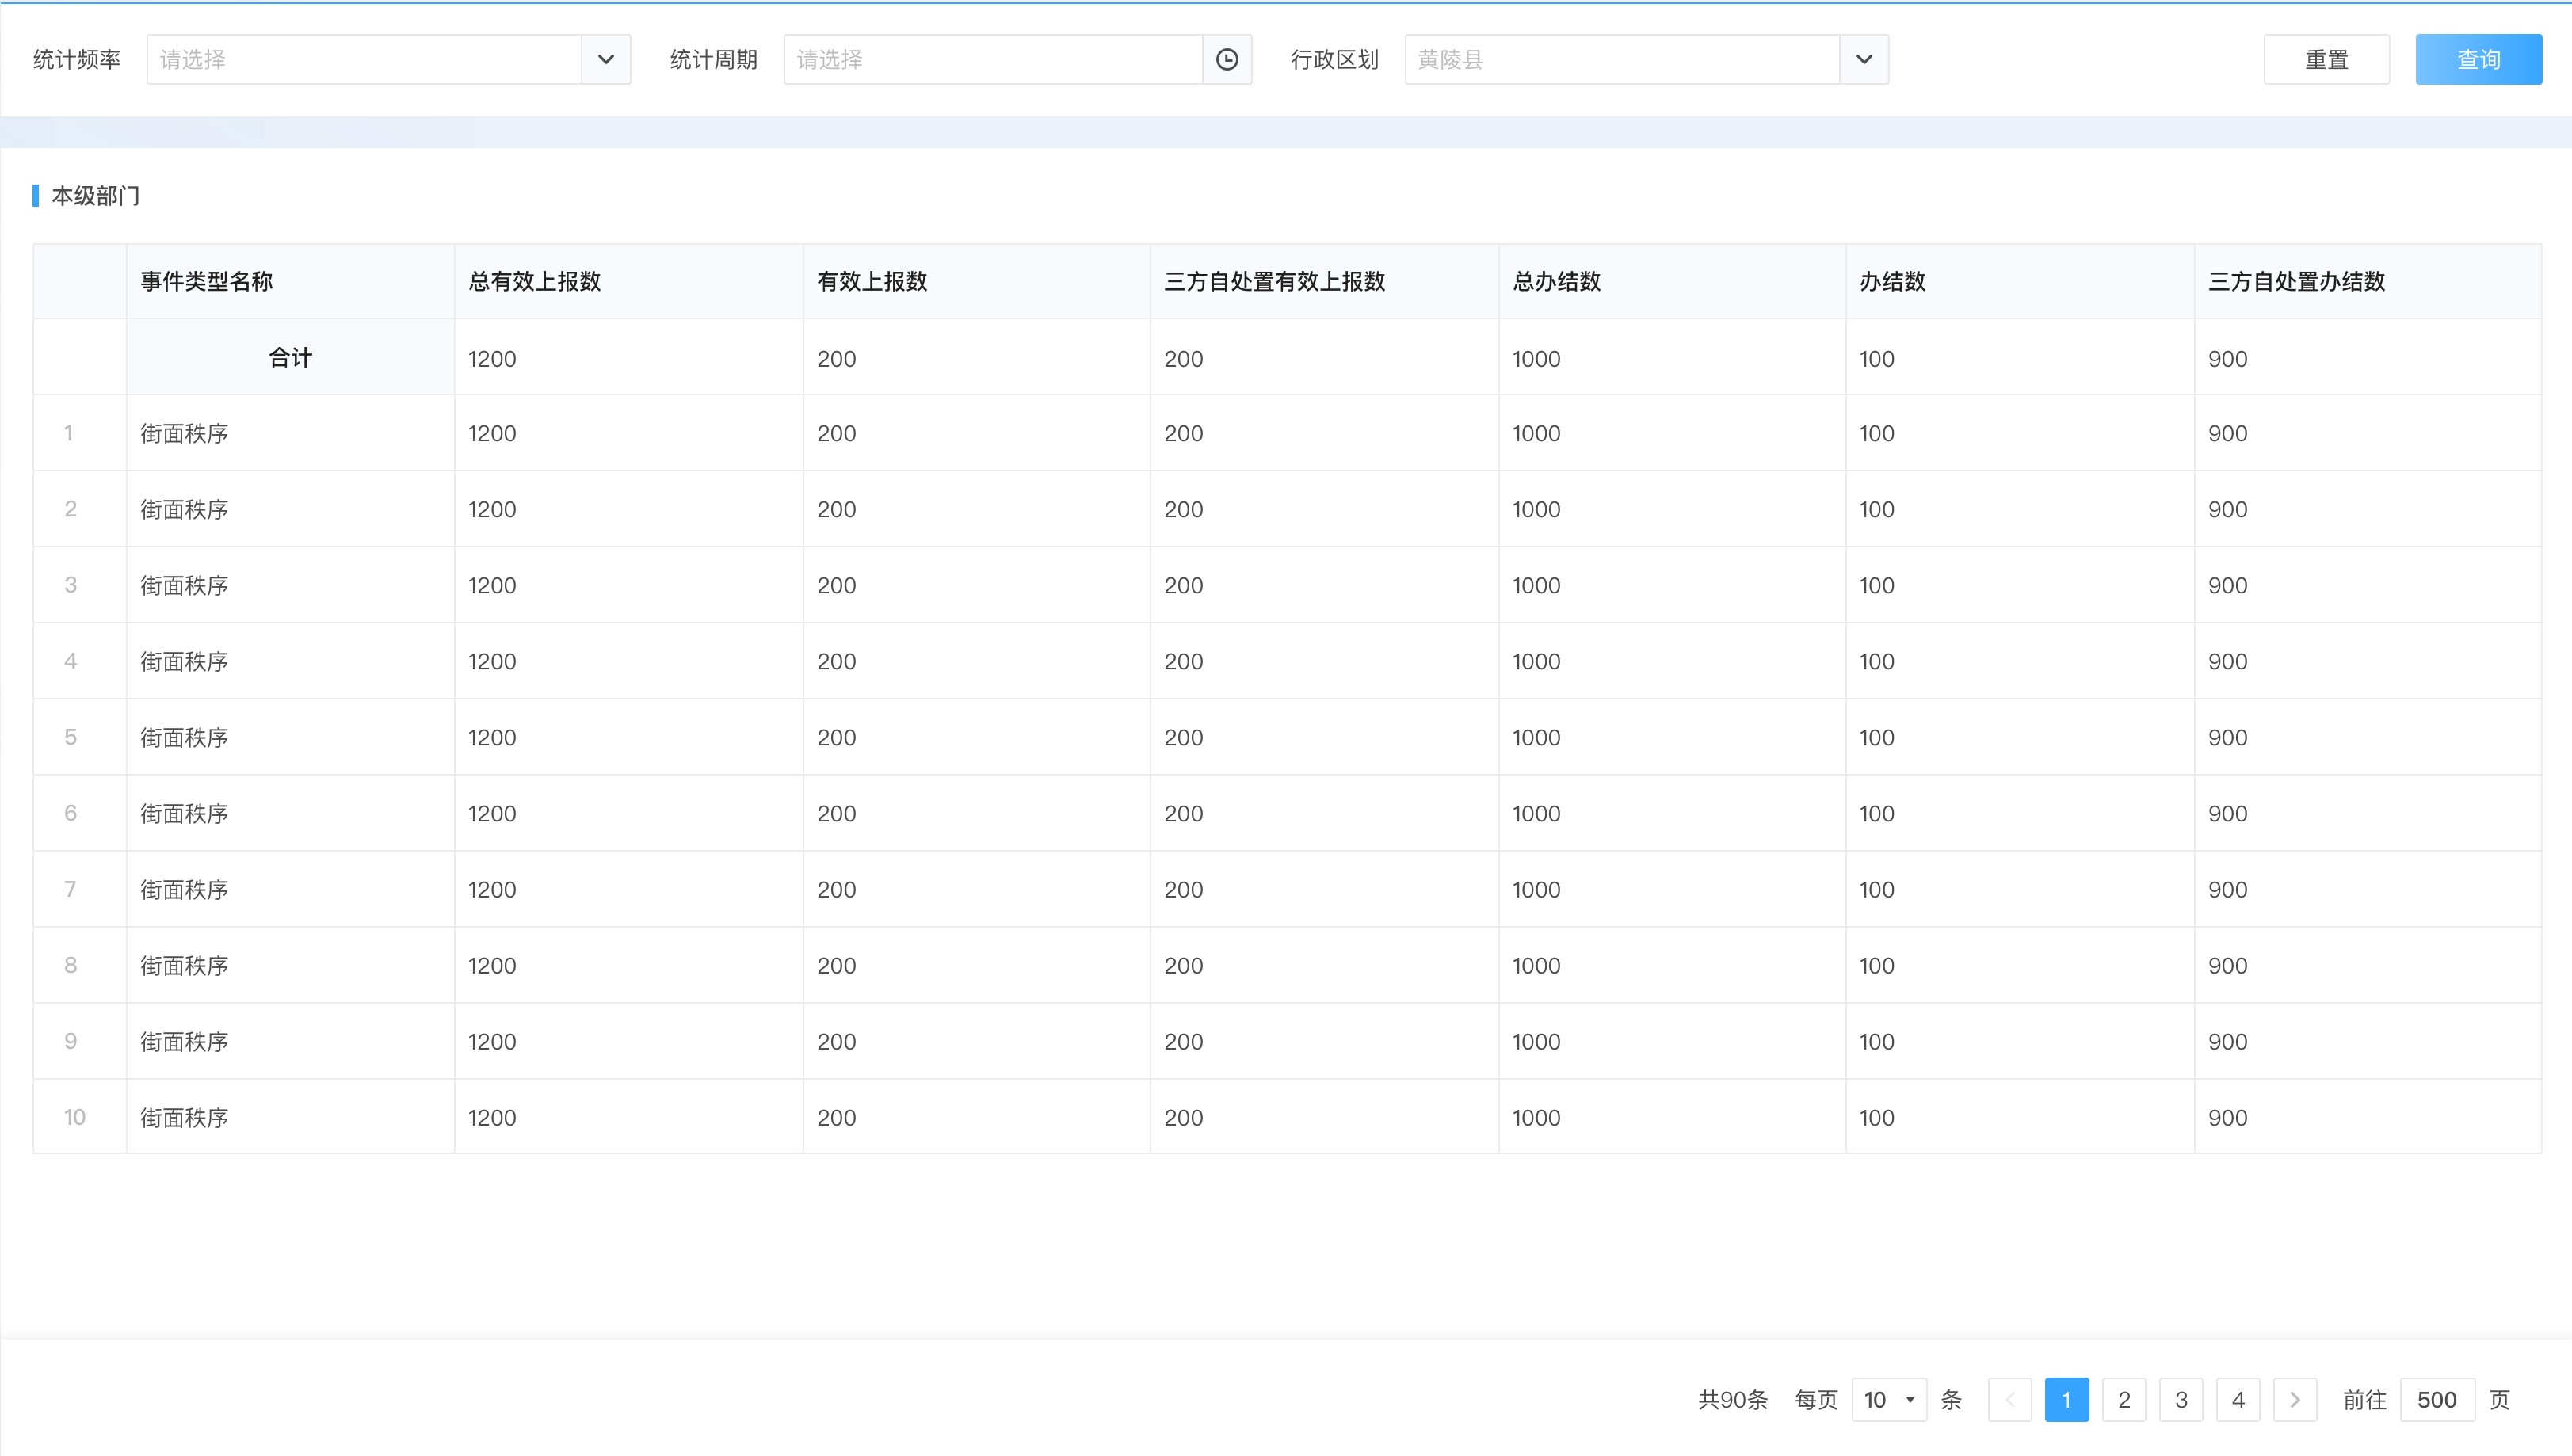 统计频率 请选择 统计周期 请选择 行政区划 黄陵县 重置 查询
本级部门
事件类型名称 总有效上报数 有效上报数 三方自处置有效上报数 总办结数 办结数 三方自处置办结数
合计 1200 200 200 1000 100 900
1 街面秩序 1200 200 200 1000 100 900
2 街面秩序 1200 200 200 1000 100 900
3 街面秩序 1200 200 200 1000 100 900
4 街面秩序 1200 200 200 1000 100 900
5 街面秩序 1200 200 200 1000 100 900
6 街面秩序 1200 200 200 1000 100 900
7 街面秩序 1200 200 200 1000 100 900
8 街面秩序 1200 200 200 1000 100 900
9 街面秩序 1200 200 200 1000 100 900
10 街面秩序 1200 200 200 1000 100 900
共90条 每页 10 条 1 2 3 4 前往 500 页